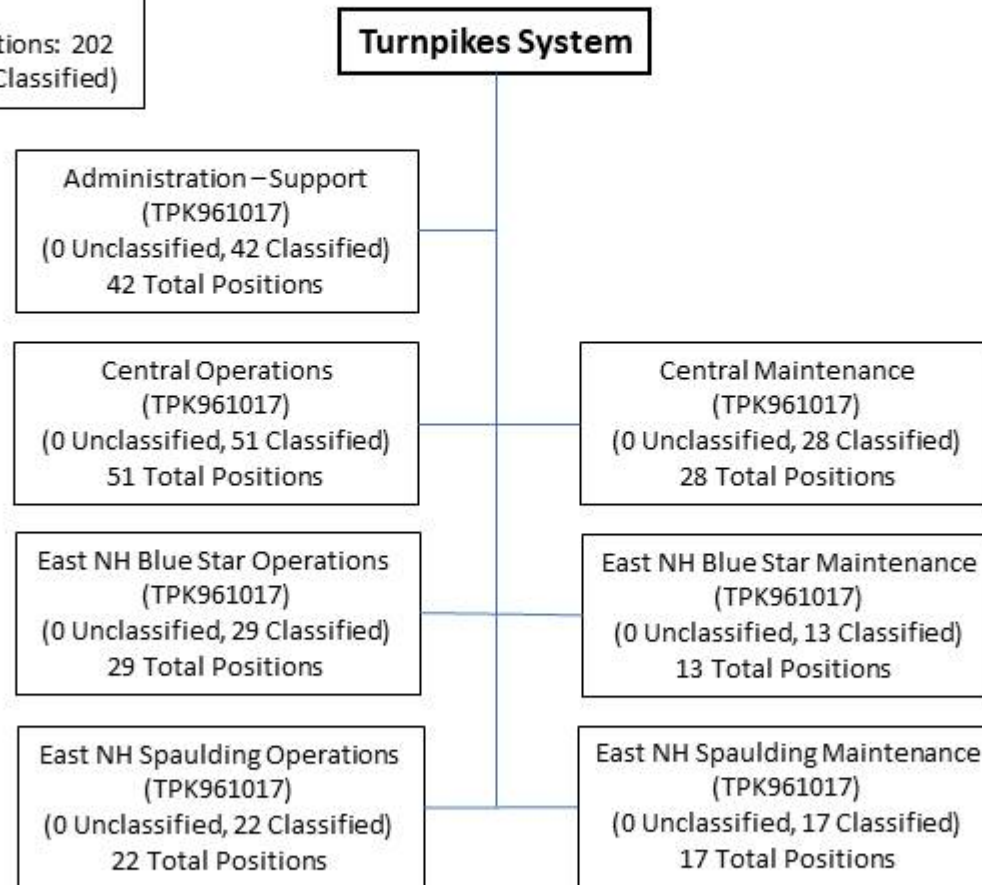 202
Classified)
Turnpikes System
Administration – Support
(TPK961017)
(0 Unclassified, 42 Classified)
42 Total Positions
Central Operations
(TPK961017)
(0 Unclassified, 51 Classified)
51 Total Positions
Central Maintenance
(TPK961017)
(0 Unclassified, 28 Classified)
28 Total Positions
East NH Blue Star Operations
(TPK961017)
(0 Unclassified, 29 Classified)
29 Total Positions
East NH Blue Star Maintenance
(TPK961017)
(0 Unclassified, 13 Classified)
13 Total Positions
East NH Spaulding Operations
(TPK961017)
(0 Unclassified, 22 Classified)
22 Total Positions
East NH Spaulding Maintenance
(TPK961017)
(0 Unclassified, 17 Classified)
17 Total Positions